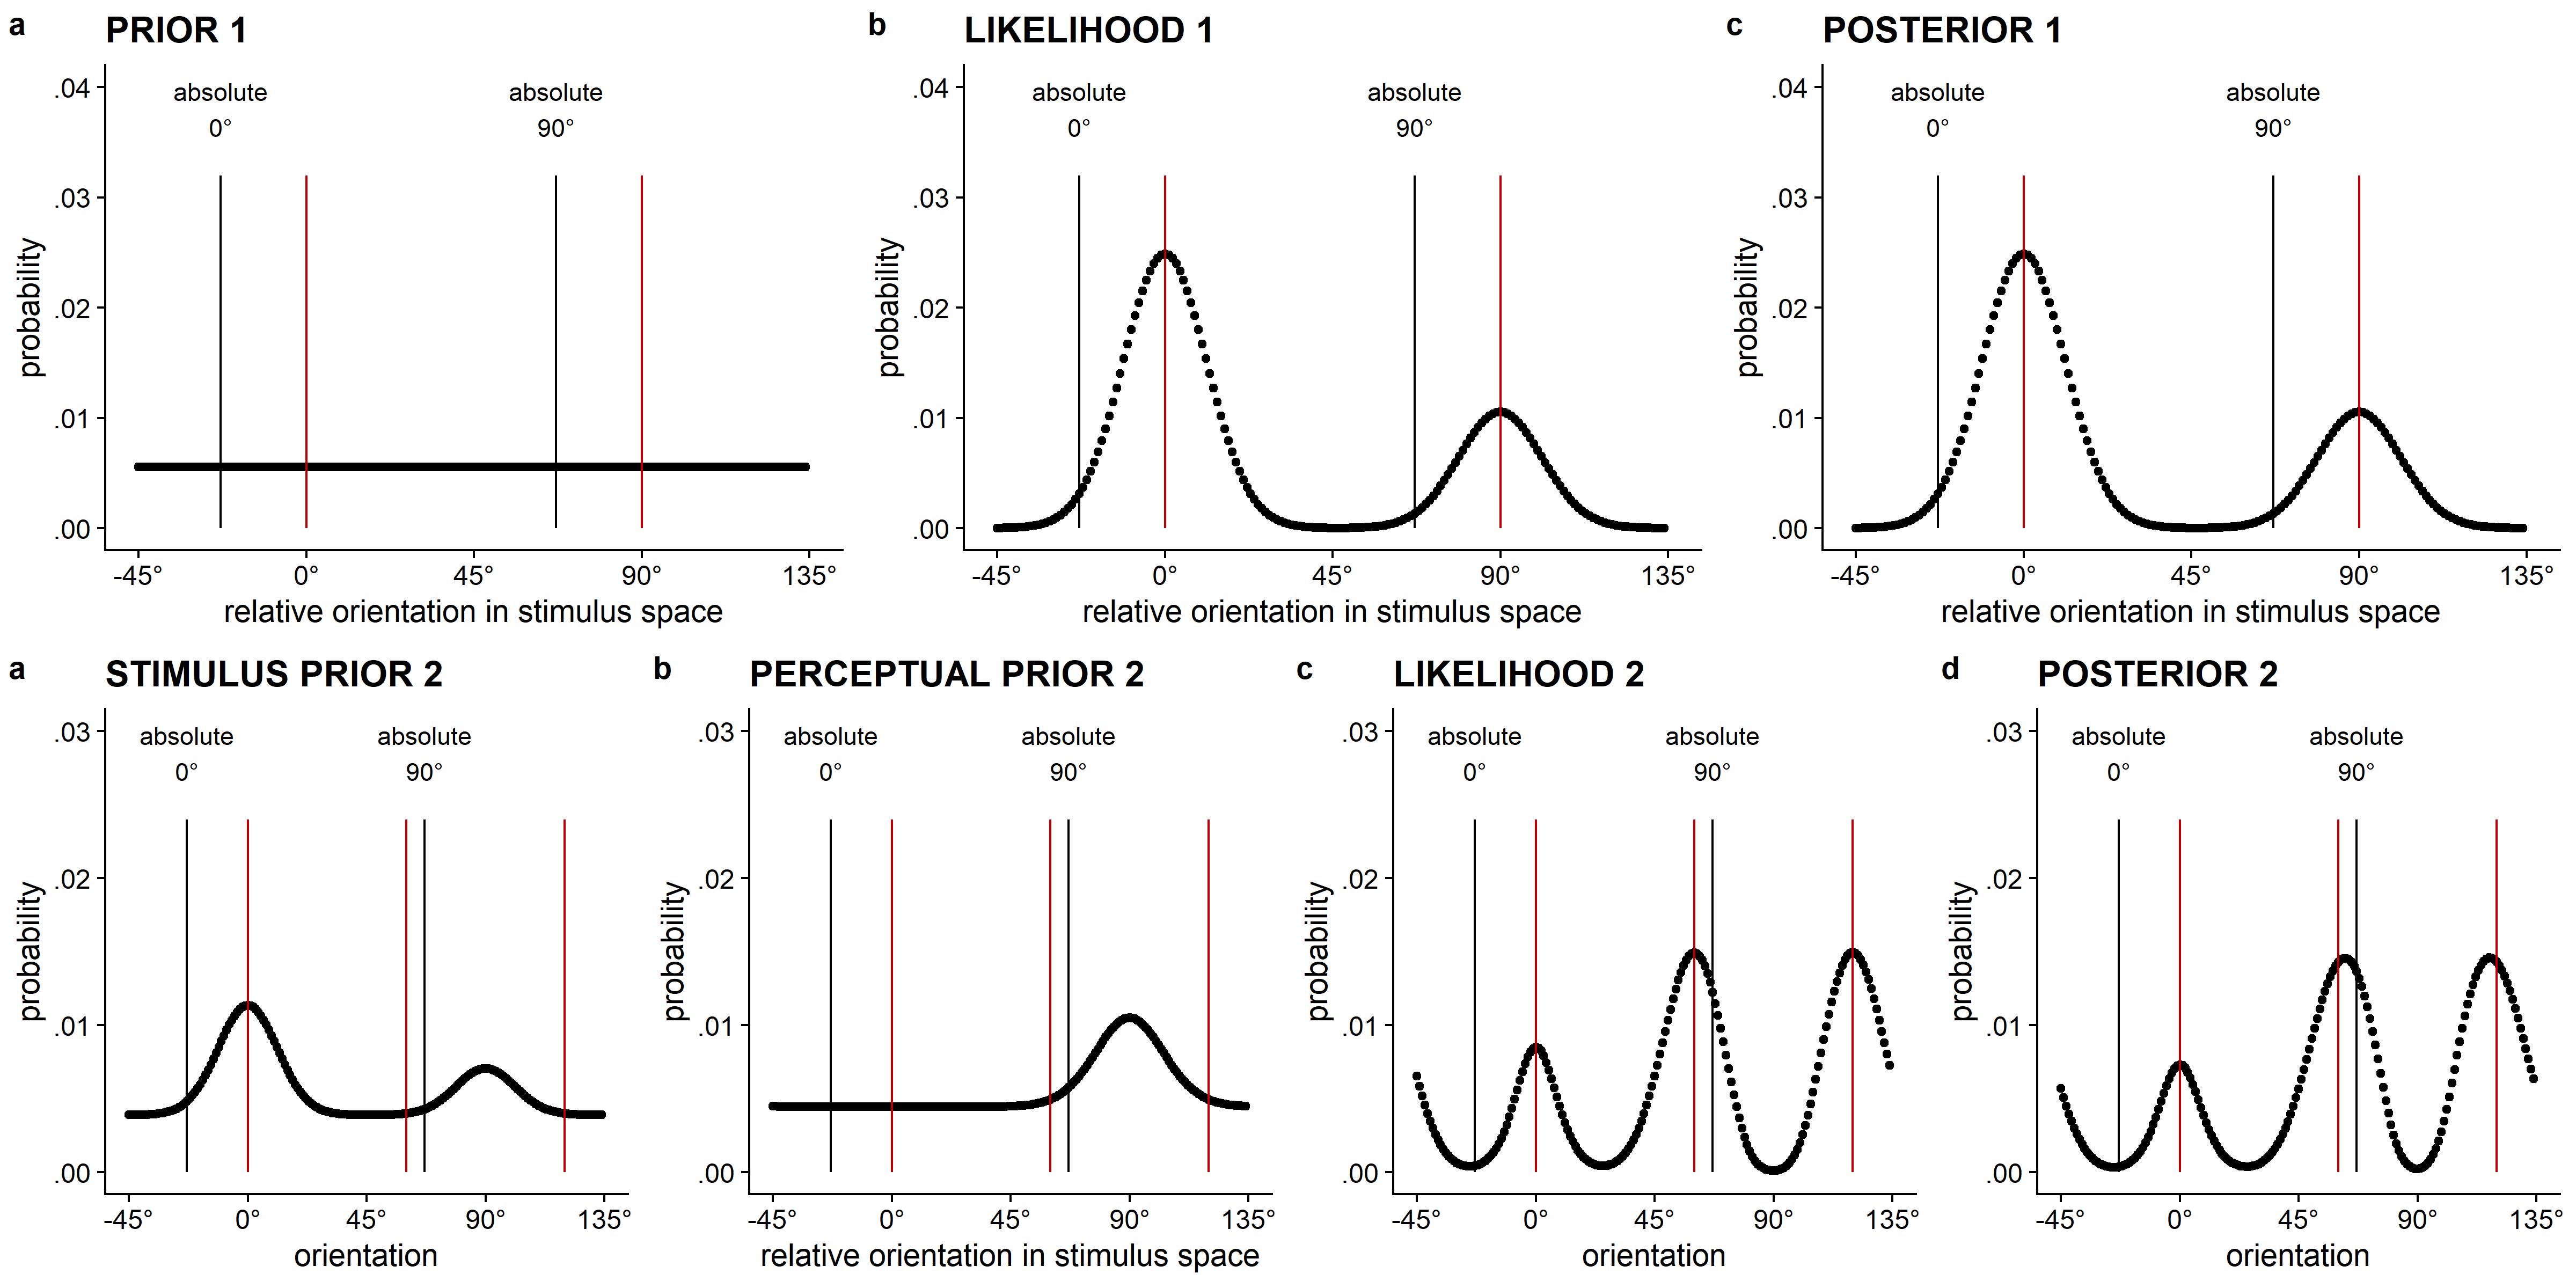 a PRIOR 1
absolute 0°
absolute 90°
.04
.03
.02
.01
.00
probability
-45° 0° 45° 90° 135°
relative orientation in stimulus space
b LIKELIHOOD 1
absolute 0°
absolute 90°
.04
.03
.02
.01
.00
probability
-45° 0° 45° 90° 135°
relative orientation in stimulus space
c POSTERIOR 1
absolute 0°
absolute 90°
.04
.03
.02
.01
.00
probability
-45° 0° 45° 90° 135°
relative orientation in stimulus space
a STIMULUS PRIOR 2
absolute 0°
absolute 90°
.03
.02
.01
.00
probability
-45° 0° 45° 90° 135°
orientation
b PERCEPTUAL PRIOR 2
absolute 0°
absolute 90°
.03
.02
.01
.00
probability
-45° 0° 45° 90° 135°
relative orientation in stimulus space
c LIKELIHOOD 2
absolute 0°
absolute 90°
.03
.02
.01
.00
probability
-45° 0° 45° 90° 135°
orientation
d POSTERIOR 2
absolute 0°
absolute 90°
.03
.02
.01
.00
probability
-45° 0° 45° 90° 135°
orientation